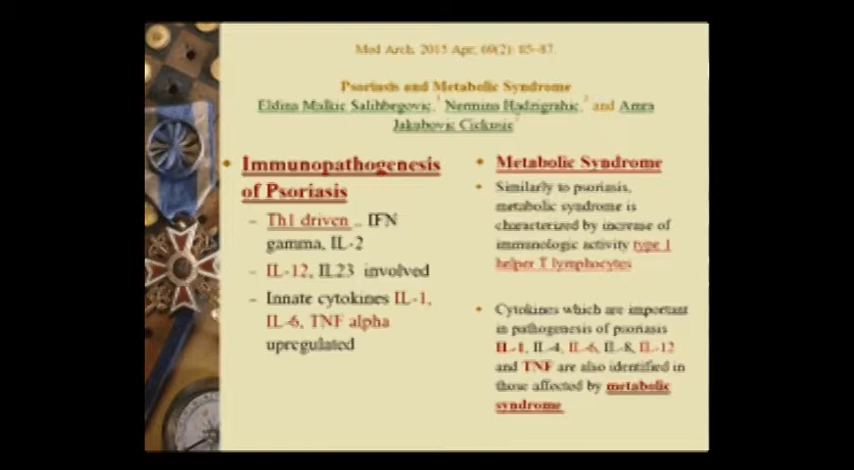 Med Arch. 2015 Apr; 69(2): 85–87.
Psoriasis and Metabolic Syndrome
Eldina Malkic Salihbegovic,1 Nermina Hadzigrahic,2 and Amra
Jakubovic Cickusic2
• Immunopathogenesis
of Psoriasis
– Th1 driven .. IFN
gamma, IL-2
– IL-12, IL23 involved
– Innate cytokines IL-1,
IL-6, TNF alpha
upregulated
• Metabolic Syndrome
• Similarly to psoriasis,
metabolic syndrome is
characterized by increase of
immunologic activity type 1
helper T lymphocytes
• Cytokines which are important
in pathogenesis of psoriasis
IL-1, IL-4, IL-6, IL-8, IL-12
and TNF are also identified in
those affected by metabolic
syndrome